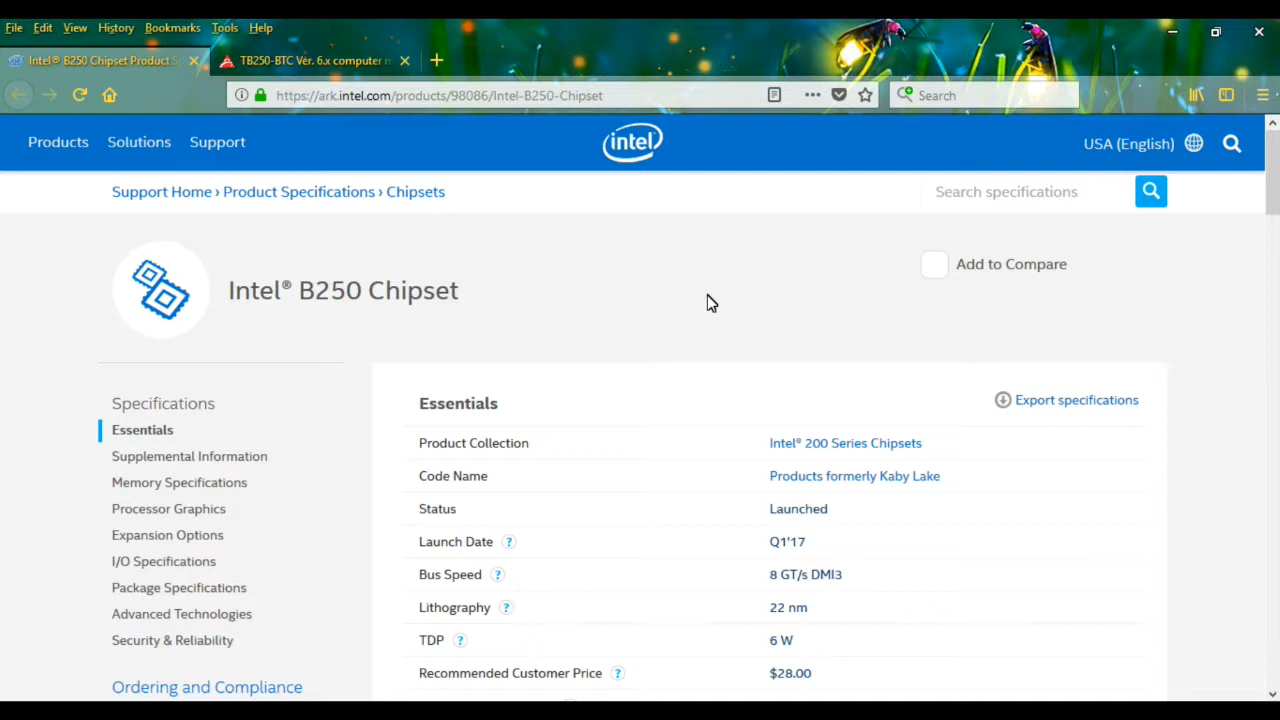 File Edit View History Bookmarks Tools Help
Intel® B250 Chipset Product S
TB250-BTC Ver. 6.x computer m
https://ark.intel.com/products/98086/Intel-B250-Chipset
Search
Products Solutions Support
intel
USA (English)
Support Home › Product Specifications › Chipsets
Search specifications
Intel® B250 Chipset
Add to Compare
Specifications
Essentials
Supplemental Information
Memory Specifications
Processor Graphics
Expansion Options
I/O Specifications
Package Specifications
Advanced Technologies
Security & Reliability
Ordering and Compliance
Essentials
Export specifications
Product Collection Intel® 200 Series Chipsets
Code Name Products formerly Kaby Lake
Status Launched
Launch Date ? Q1'17
Bus Speed ? 8 GT/s DMI3
Lithography ? 22 nm
TDP ? 6 W
Recommended Customer Price ? $28.00